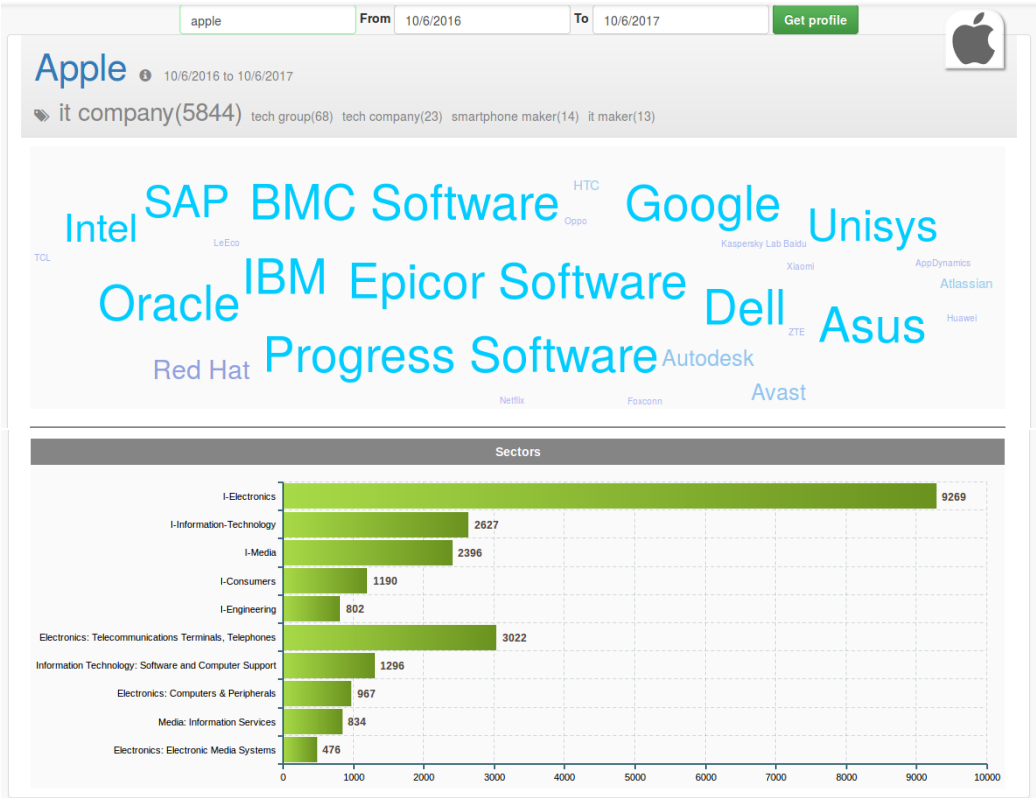 apple From 10/6/2016 To 10/6/2017 Get profile
Apple 10/6/2016 to 10/6/2017
it company(5844) tech group(68) tech company(23) smartphone maker(14) it maker(13)
SAP BMC Software HTC Google
Intel Oppo Unisys
LeEco Kaspersky Lab Baidu
TCL IBM Epicor Software Xiaomi AppDynamics
Oracle Dell Atlassian
ZTE Asus Huawei
Red Hat Progress Software Autodesk
Netflix Foxconn Avast
Sectors
I-Electronics 9269
I-Information-Technology 2627
I-Media 2396
I-Consumers 1190
I-Engineering 802
Electronics: Telecommunications Terminals, Telephones 3022
Information Technology: Software and Computer Support 1296
Electronics: Computers & Peripherals 967
Media: Information Services 834
Electronics: Electronic Media Systems 476
0 1000 2000 3000 4000 5000 6000 7000 8000 9000 10000